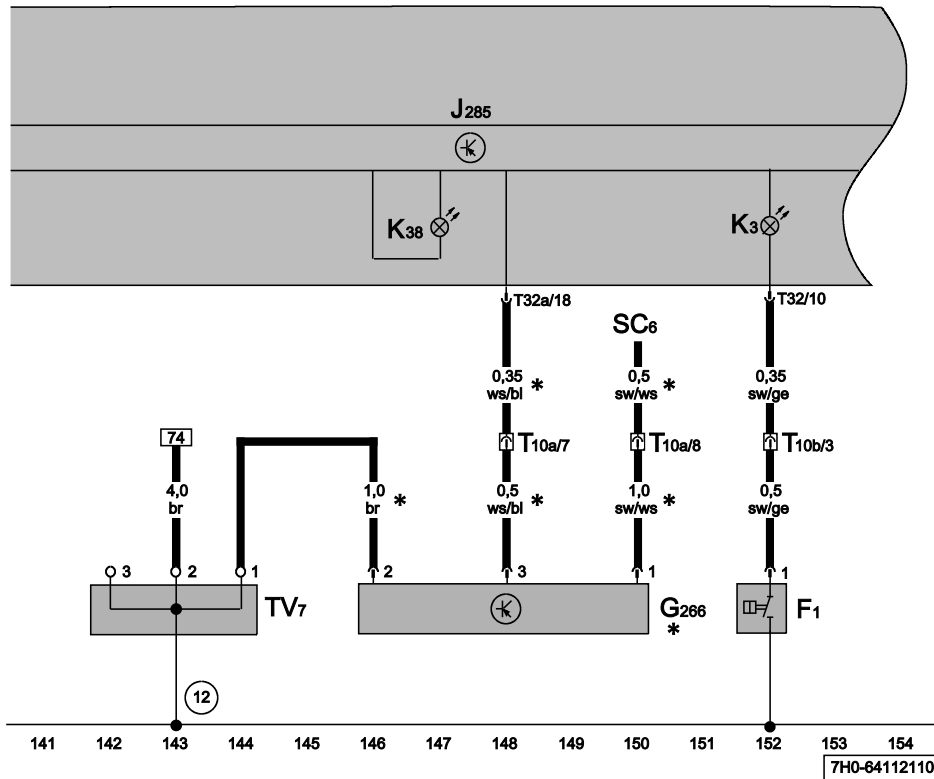 J285
K38
K3
T32a/18
T32/10
SC6
0,35
ws/bl *
0,5
sw/ws *
0,35
sw/ge
74
T10a/7
T10a/8
T10b/3
4,0
br
1,0
br *
0,5
ws/bl *
1,0
sw/ws *
0,5
sw/ge
3 2 1
2 3 1
1
TV7
G266
*
F1
12
141 142 143 144 145 146 147 148 149 150 151 152 153 154
7H0-64112110